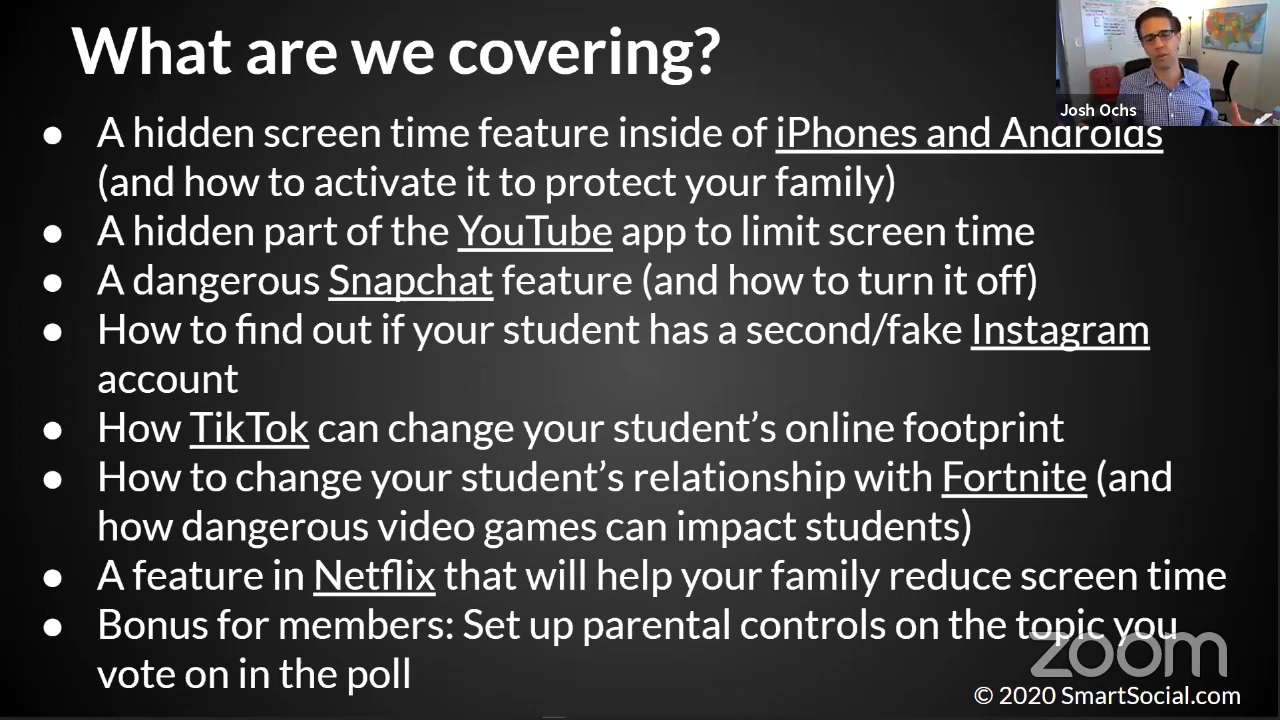 What are we covering?
Josh Ochs
● A hidden screen time feature inside of iPhones and Androids
(and how to activate it to protect your family)
● A hidden part of the YouTube app to limit screen time
● A dangerous Snapchat feature (and how to turn it off)
● How to find out if your student has a second/fake Instagram
account
● How TikTok can change your student’s online footprint
● How to change your student’s relationship with Fortnite (and
how dangerous video games can impact students)
● A feature in Netflix that will help your family reduce screen time
● Bonus for members: Set up parental controls on the topic you
vote on in the poll
zoom
© 2020 SmartSocial.com